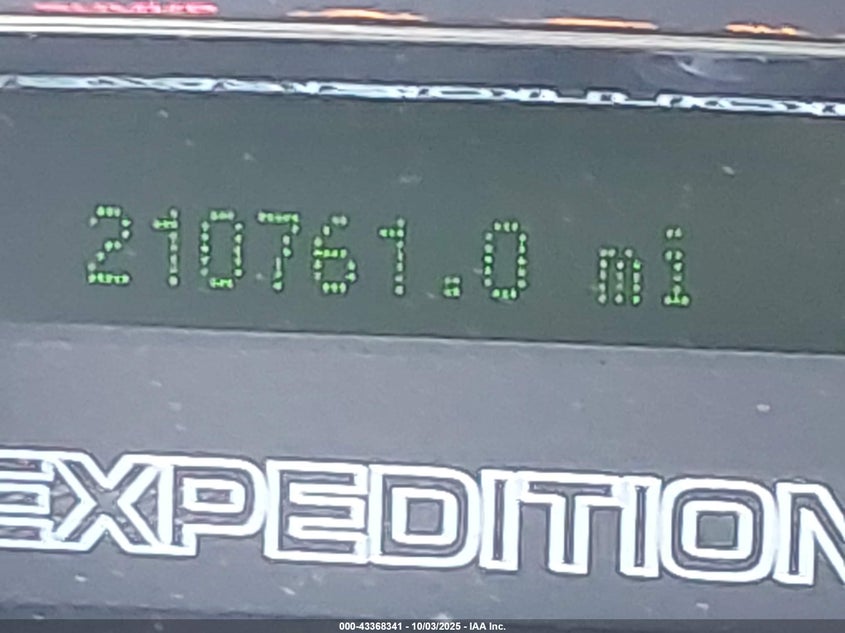 210761.0 mi
EXPEDITION
000-43368341 - 10/03/2025 - IAA Inc.